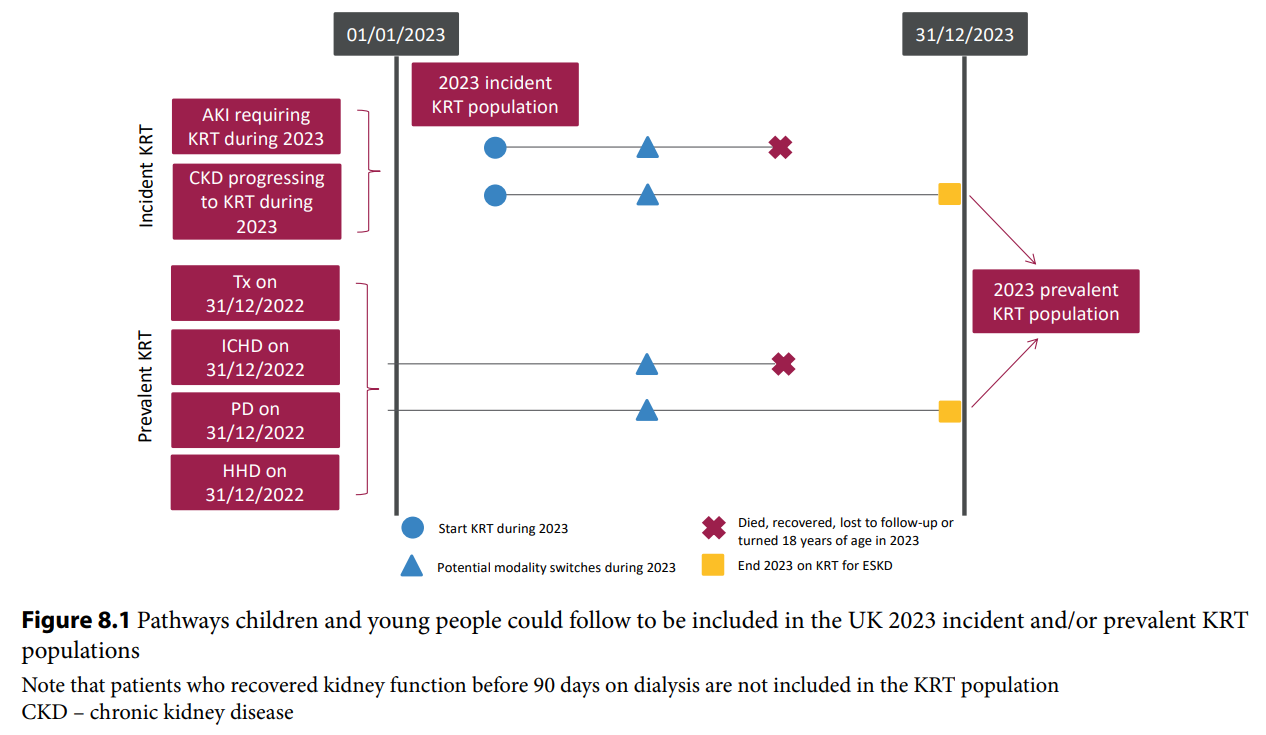 01/01/2023
31/12/2023
2023 incident
KRT population
Incident KRT
AKI requiring
KRT during 2023
CKD progressing
to KRT during
2023
Prevalent KRT
Tx on
31/12/2022
ICHD on
31/12/2022
PD on
31/12/2022
HHD on
31/12/2022
2023 prevalent
KRT population
Start KRT during 2023
Potential modality switches during 2023
Died, recovered, lost to follow-up or
turned 18 years of age in 2023
End 2023 on KRT for ESKD
Figure 8.1 Pathways children and young people could follow to be included in the UK 2023 incident and/or prevalent KRT
populations
Note that patients who recovered kidney function before 90 days on dialysis are not included in the KRT population
CKD – chronic kidney disease